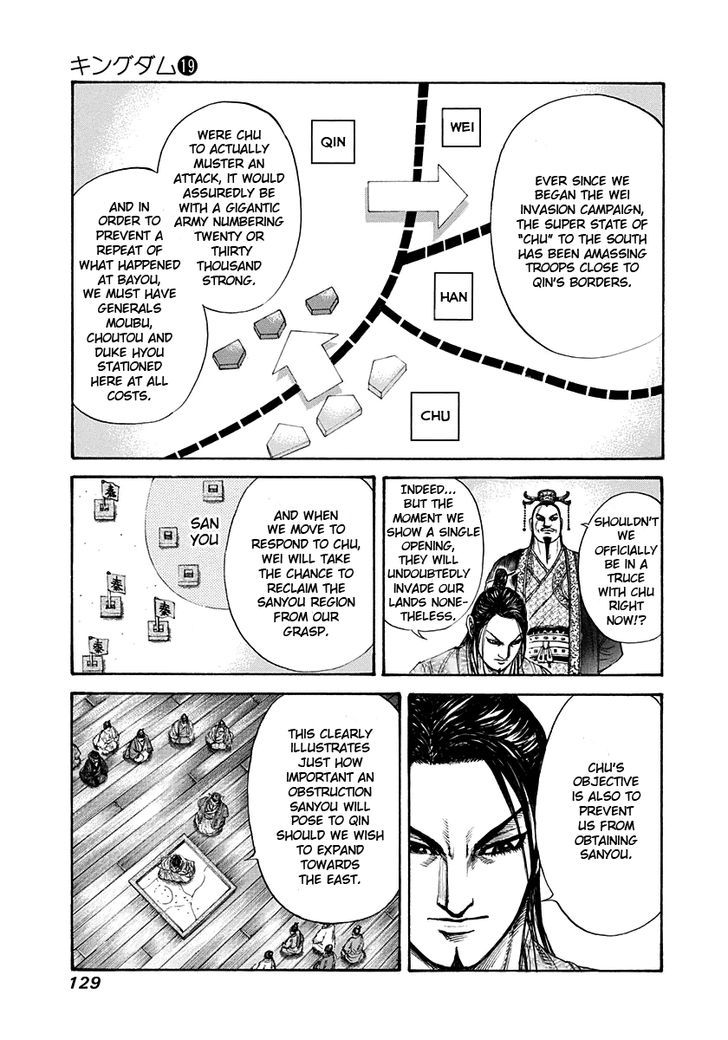 キングダム19
EVER SINCE WE
BEGAN THE WEI
INVASION CAMPAIGN,
THE SUPER STATE OF
"CHU" TO THE SOUTH
HAS BEEN AMASSING
TROOPS CLOSE TO
QIN'S BORDERS.
WEI
QIN
HAN
CHU
WERE CHU
TO ACTUALLY
MUSTER AN
ATTACK, IT WOULD
ASSUREDLY BE
WITH A GIGANTIC
ARMY NUMBERING
TWENTY OR
THIRTY
THOUSAND
STRONG.
AND IN
ORDER TO
PREVENT A
REPEAT OF
WHAT HAPPENED
AT BAYOU,
WE MUST HAVE
GENERALS
MOUBU,
CHOUTOU AND
DUKE HYOU
STATIONED
HERE AT ALL
COSTS.
SHOULDN'T
WE
OFFICIALLY
BE IN A
TRUCE
WITH CHU
RIGHT
NOW!?
INDEED...
BUT THE
MOMENT WE
SHOW A SINGLE
OPENING,
THEY WILL
UNDOUBTEDLY
INVADE OUR
LANDS NONE-
THELESS.
AND WHEN
WE MOVE TO
RESPOND TO CHU,
WEI WILL TAKE
THE CHANCE TO
RECLAIM THE
SANYOU REGION
FROM OUR
GRASP.
SAN
YOU
秦
秦
秦
秦
CHU'S
OBJECTIVE
IS ALSO TO
PREVENT
US FROM
OBTAINING
SANYOU.
THIS CLEARLY
ILLUSTRATES
JUST HOW
IMPORTANT AN
OBSTRUCTION
SANYOU WILL
POSE TO QIN
SHOULD WE WISH
TO EXPAND
TOWARDS
THE EAST.
129